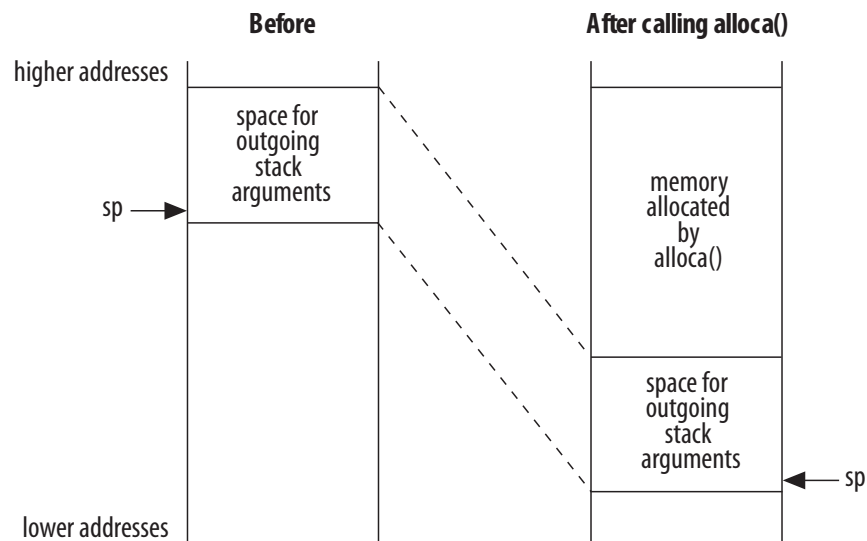 Before
After calling alloca()
higher addresses
space for
outgoing
stack
arguments
sp
memory
allocated
by
alloca()
space for
outgoing
stack
arguments
sp
lower addresses